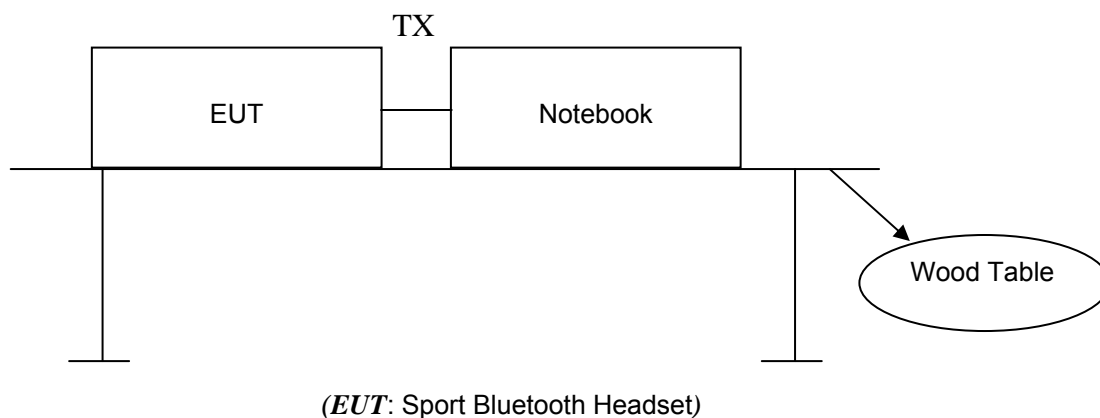 TX
EUT
Notebook
Wood Table
(EUT: Sport Bluetooth Headset)